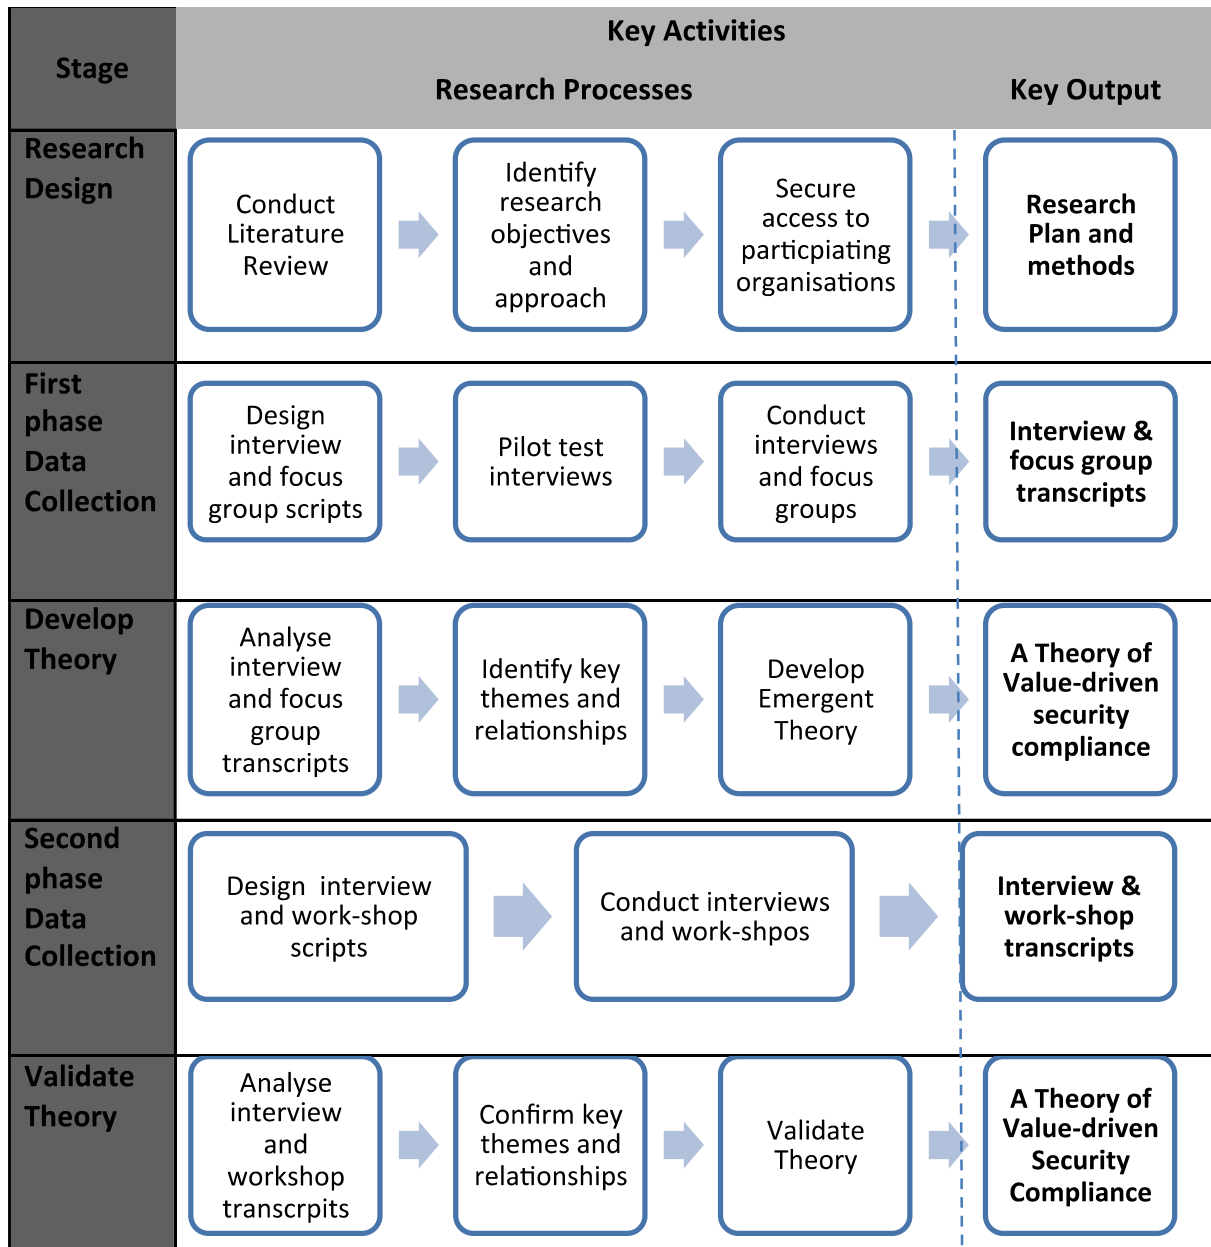 Key Activities
Stage
Research Processes
Key Output
Research
Design
Conduct
Literature
Review
Identify
research
objectives
and
approach
Secure
access to
particpiating
organisations
Research
Plan and
methods
First
phase
Data
Collection
Design
interview
and focus
group scripts
Pilot test
interviews
Conduct
interviews
and focus
groups
Interview &
focus group
transcripts
Develop
Theory
Analyse
interview
and focus
group
transcripts
Identify key
themes and
relationships
Develop
Emergent
Theory
A Theory of
Value-driven
security
compliance
Second
phase
Data
Collection
Design interview
and work-shop
scripts
Conduct interviews
and work-shpos
Interview &
work-shop
transcripts
Validate
Theory
Analyse
interview
and
workshop
transcrpits
Confirm key
themes and
relationships
Validate
Theory
A Theory of
Value-driven
Security
Compliance